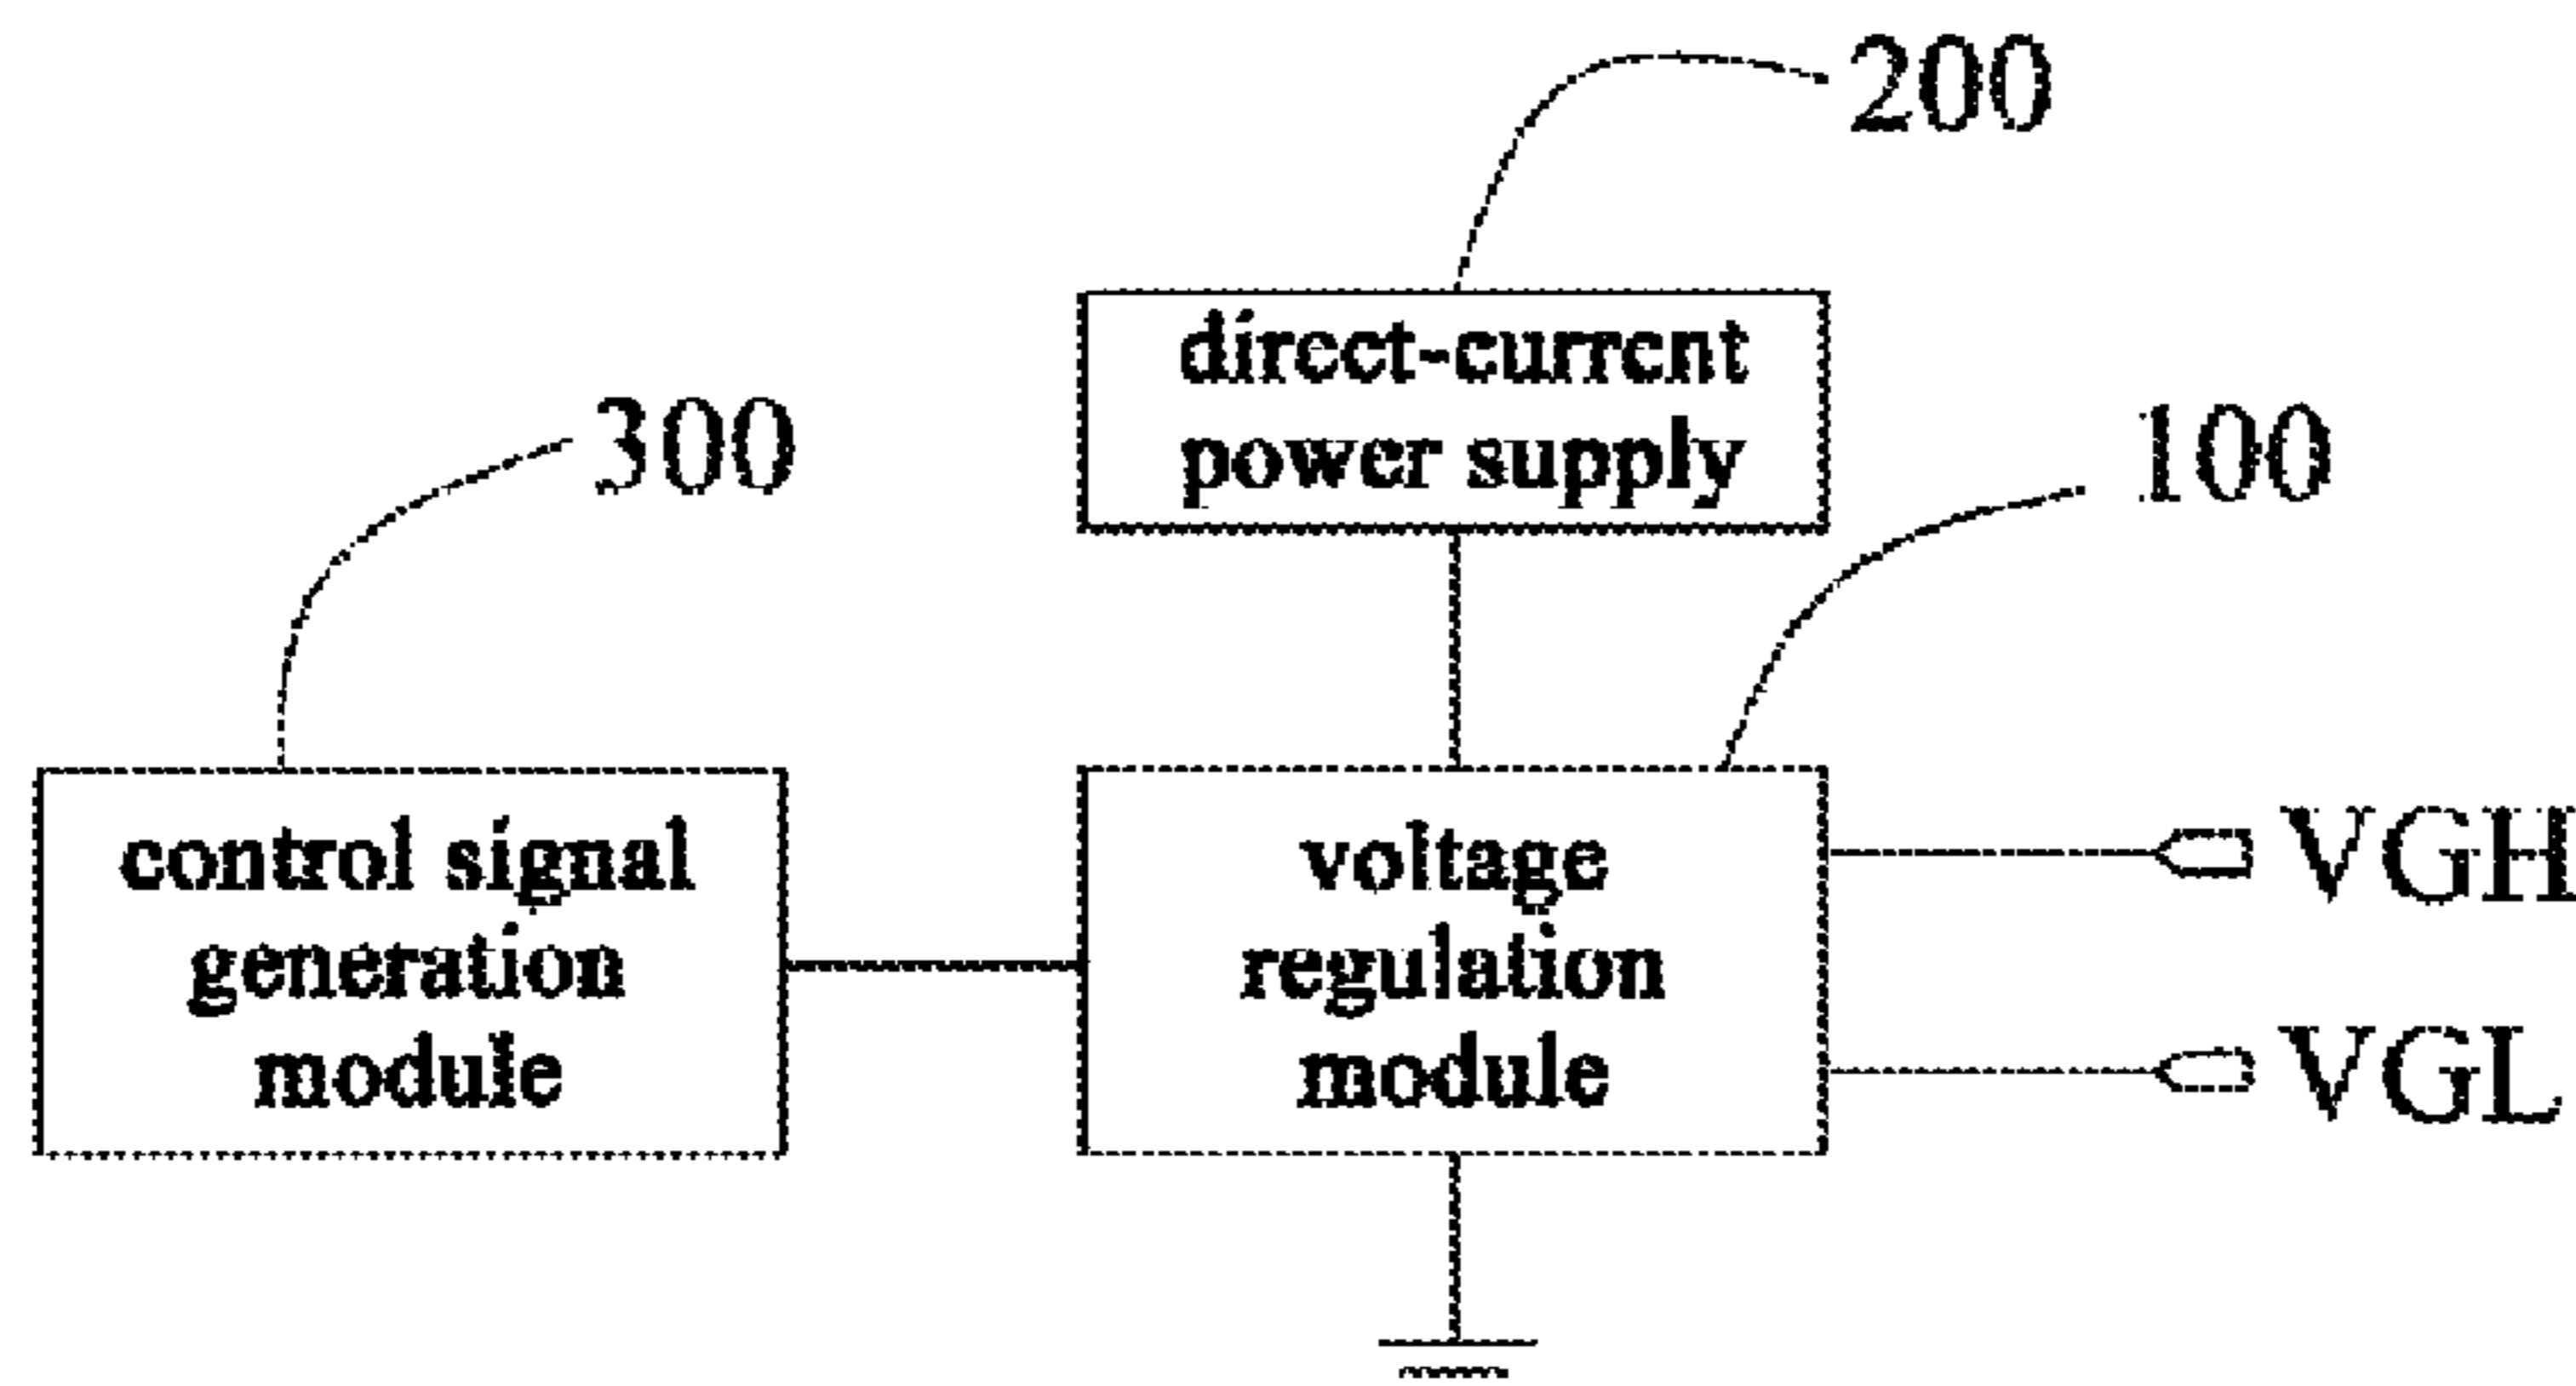 200
direct-current
power supply
300
100
control signal
generation
module
voltage
regulation
module
VGH
VGL